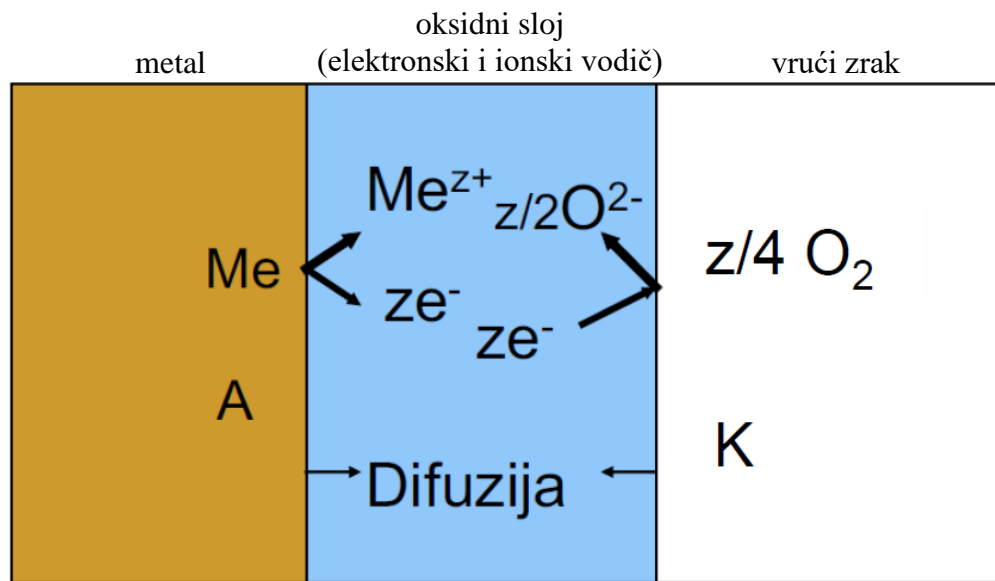 oksidni sloj
metal
(elektronski i ionski vodič)
vrući zrak
Me^z+
z/2O^2-
Me
z/4 O₂
ze^-
ze^-
A
K
Difuzija